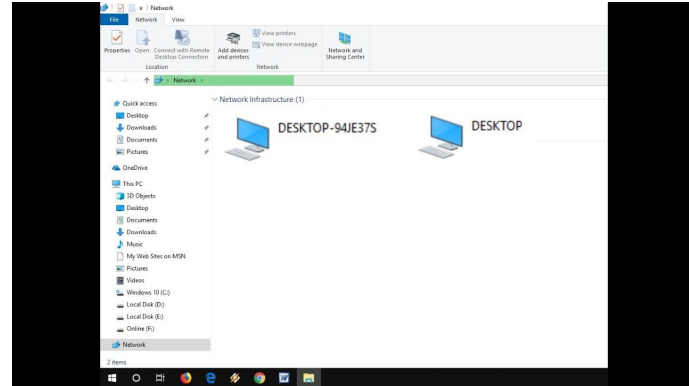 Network
File
Network
View
Properties
Open
Connect with Remote
Desktop Connection
Add devices
and printers
View printers
View device webpage
Network and
Sharing Center
Location
Network
Network
Quick access
Desktop
Downloads
Documents
Pictures
OneDrive
This PC
3D Objects
Desktop
Documents
Downloads
Music
My Web Sites on MSN
Pictures
Videos
Windows 10 (C:)
Local Disk (D:)
Local Disk (E:)
Online (F:)
Network
2 items
Network Infrastructure (1)
DESKTOP-94JE37S
DESKTOP